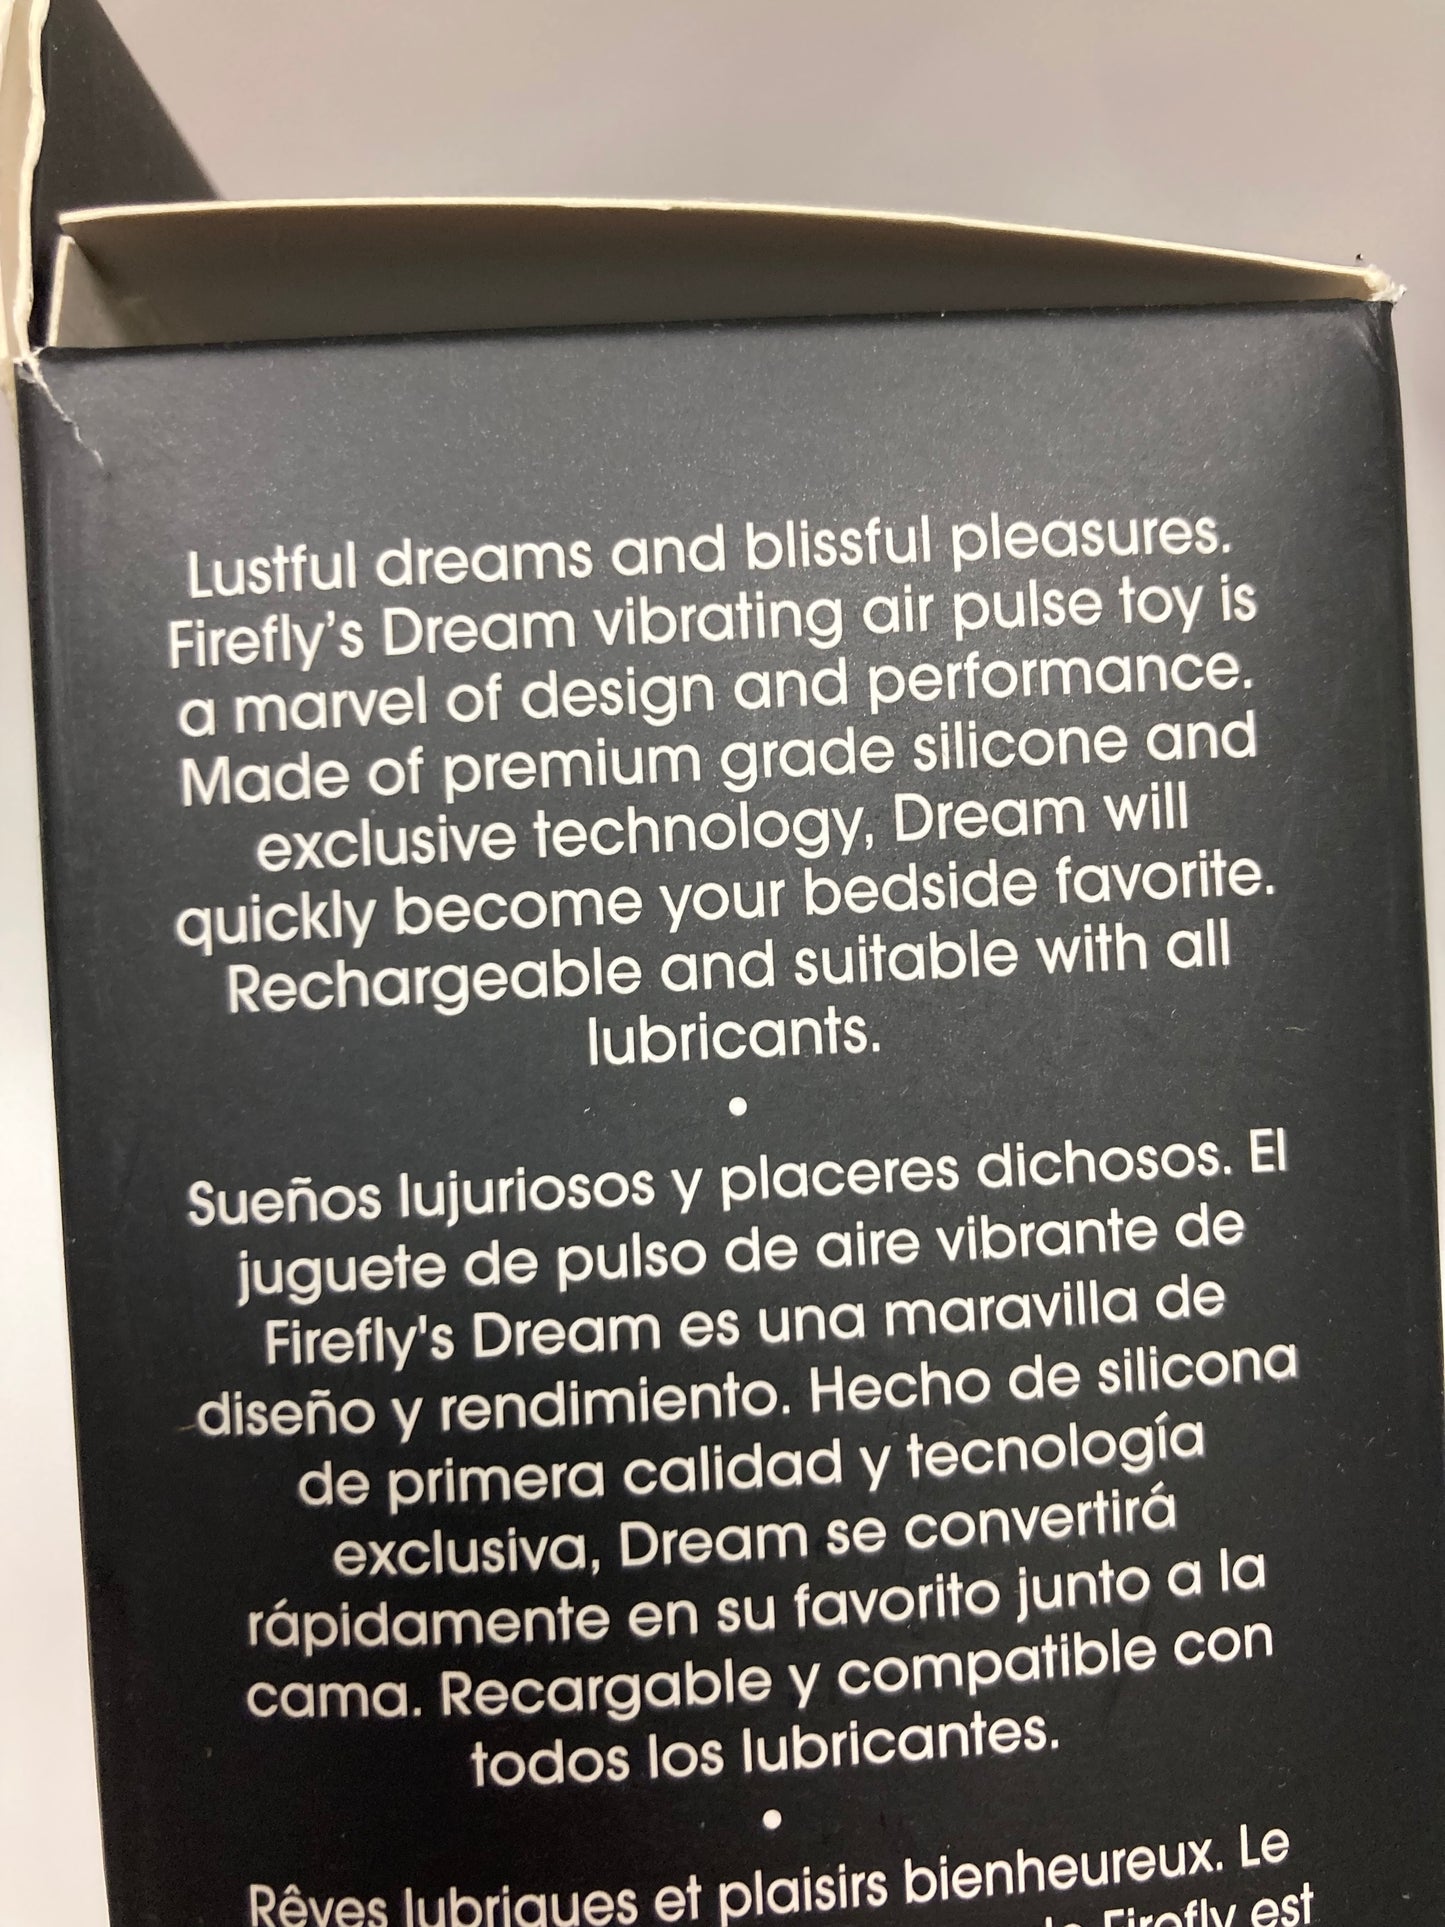 Lustful dreams and blissful pleasures.
Firefly’s Dream vibrating air pulse toy is
a marvel of design and performance.
Made of premium grade silicone and
exclusive technology, Dream will
quickly become your bedside favorite.
Rechargeable and suitable with all
lubricants.
•
Sueños lujuriosos y placeres dichosos. El
juguete de pulso de aire vibrante de
Firefly's Dream es una maravilla de
diseño y rendimiento. Hecho de silicona
de primera calidad y tecnología
exclusiva, Dream se convertirá
rápidamente en su favorito junto a la
cama. Recargable y compatible con
todos los lubricantes.
•
Rêves lubriques et plaisirs bienheureux. Le
Firefly est